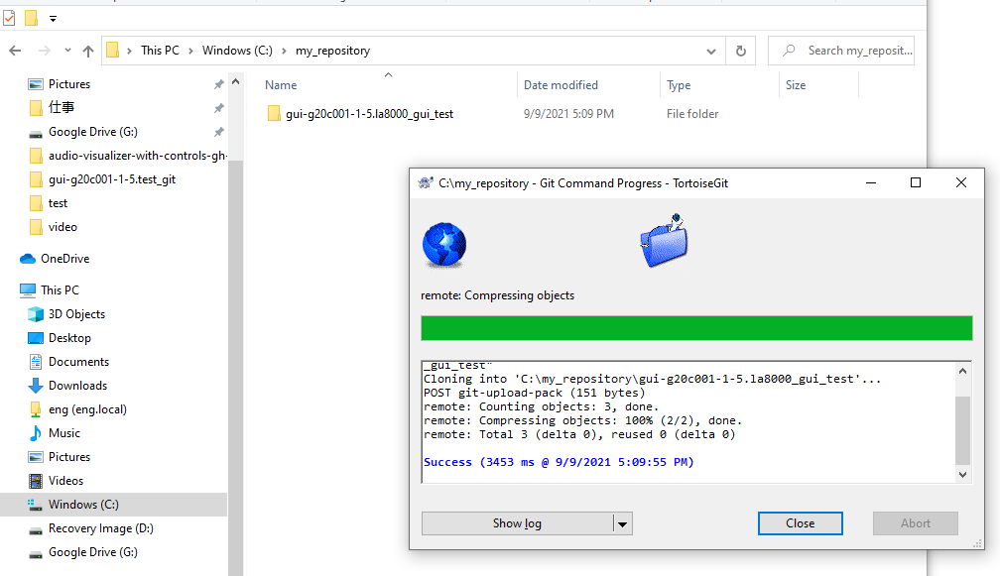 This PC > Windows (C:) > my_repository
Search my_reposit...
Name
Date modified
Type
Size
gui-g20c001-1-5.la8000_gui_test
9/9/2021 5:09 PM
File folder
Pictures
仕事
Google Drive (G:)
audio-visualizer-with-controls-gh-
gui-g20c001-1-5.test_git
test
video
OneDrive
This PC
3D Objects
Desktop
Documents
Downloads
eng (eng.local)
Music
Pictures
Videos
Windows (C:)
Recovery Image (D:)
Google Drive (G:)
C:\my_repository - Git Command Progress - TortoiseGit
remote: Compressing objects
_gui_test"
Cloning into 'C:\my_repository\gui-g20c001-1-5.la8000_gui_test'...
POST git-upload-pack (151 bytes)
remote: Counting objects: 3, done.
remote: Compressing objects: 100% (2/2), done.
remote: Total 3 (delta 0), reused 0 (delta 0)
Success (3453 ms @ 9/9/2021 5:09:55 PM)
Show log
Close
Abort